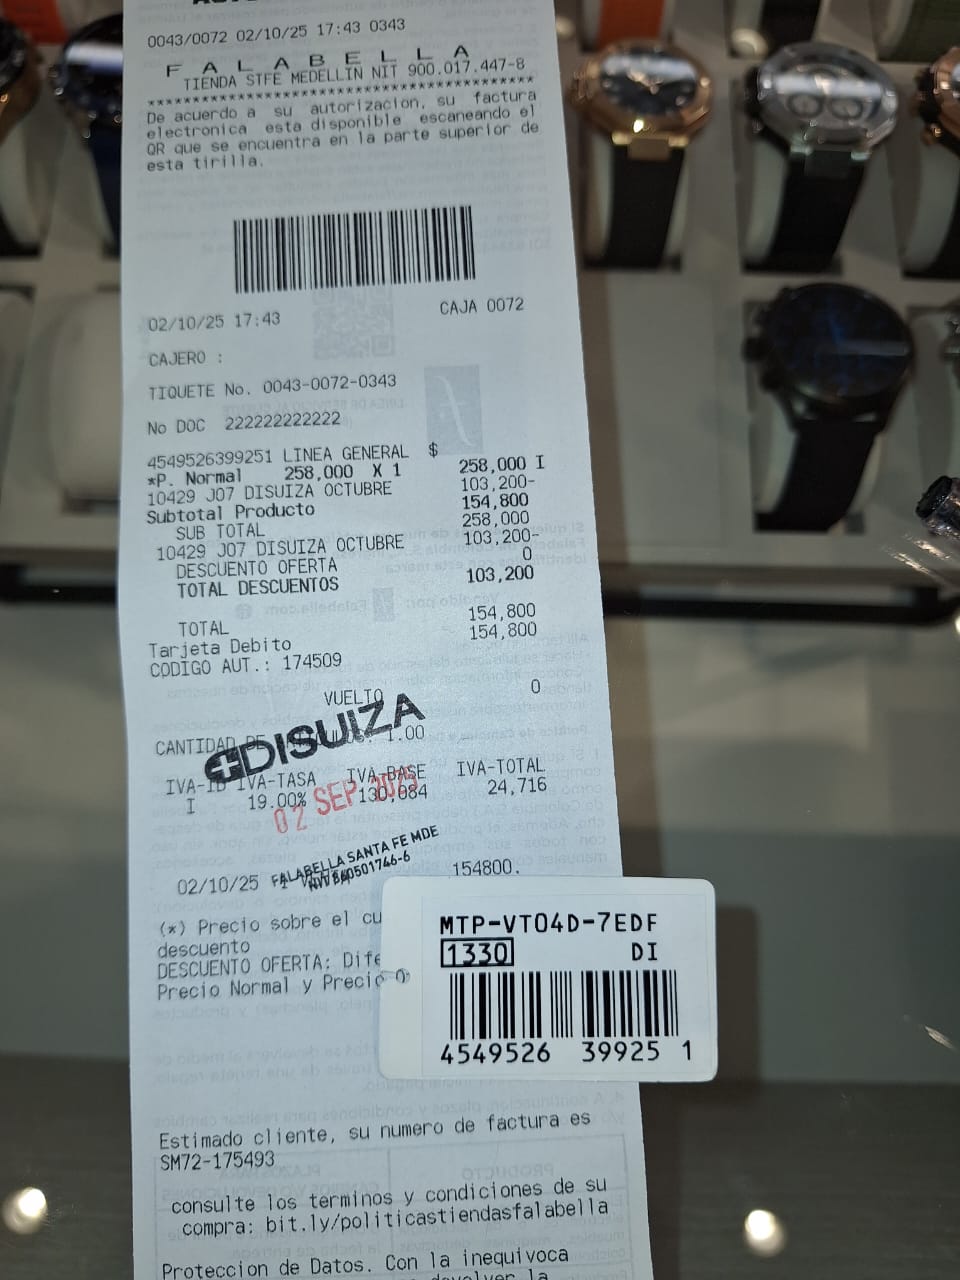 0043/0072 02/10/25 17:43 0343
F A L A B E L L A
TIENDA STFE MEDELLIN NIT 900.017.447-8
****************************************
De acuerdo a su autorizacion, su factura
electronica esta disponible escaneando el
QR que se encuentra en la parte superior de
esta tirilla.
02/10/25 17:43 CAJA 0072
CAJERO :
TIQUETE No. 0043-0072-0343
No DOC 222222222222
4549526399251 LINEA GENERAL $
*P. Normal 258,000 X 1 258,000 I
10429 J07 DISUIZA OCTUBRE 103,200-
Subtotal Producto 154,800
SUB TOTAL 258,000
10429 J07 DISUIZA OCTUBRE 103,200-
DESCUENTO OFERTA 0
TOTAL DESCUENTOS 103,200
TOTAL 154,800
Tarjeta Debito 154,800
CODIGO AUT.: 174509
VUELTO 0
DISUIZA
CANTIDAD 1.00
IVA-ID IVA-TASA IVA-BASE IVA-TOTAL
I 19.00% 130,084 24,716
02 SEP 2025
FALABELLA SANTA FE MDE
NIT 860501746-6
02/10/25 154800.
(*) Precio sobre el cu
descuento
DESCUENTO OFERTA: Dife
Precio Normal y Precio O
MTP-VT04D-7EDF
1330 DI
4549526 39925 1
Estimado cliente, su numero de factura es
SM72-175493
consulte los terminos y condiciones de su
compra: bit.ly/politicastiendasfalabella
Proteccion de Datos. Con la inequivoca